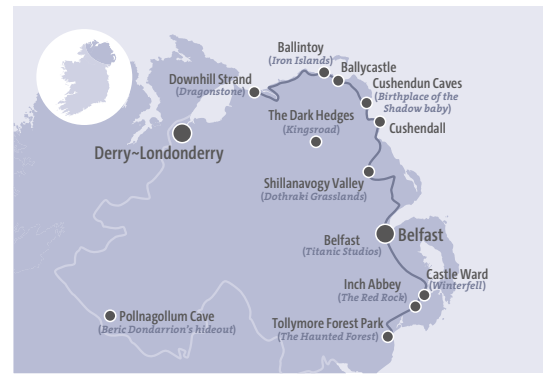 Ballintoy
(Iron Islands)
Ballycastle
Downhill Strand
(Dragonstone)
Cushendun Caves
(Birthplace of the
Shadow baby)
The Dark Hedges
(Kingsroad)
Cushendall
Derry~Londonderry
Shillanavogy Valley
(Dothraki Grasslands)
Belfast
(Titanic Studios)
Belfast
Castle Ward
(Winterfell)
Inch Abbey
(The Red Rock)
Pollnagollum Cave
(Beric Dondarrion's hideout)
Tollymore Forest Park
(The Haunted Forest)